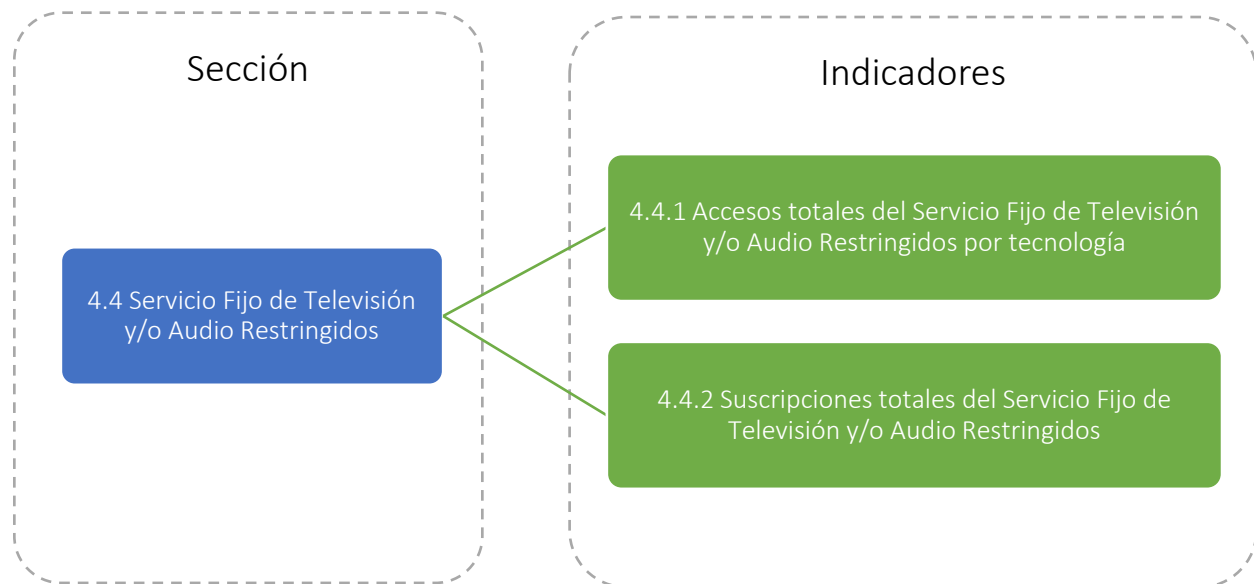 Sección
4.4 Servicio Fijo de Televisión
y/o Audio Restringidos
Indicadores
4.4.1 Accesos totales del Servicio Fijo de Televisión
y/o Audio Restringidos por tecnología
4.4.2 Suscripciones totales del Servicio Fijo de
Televisión y/o Audio Restringidos